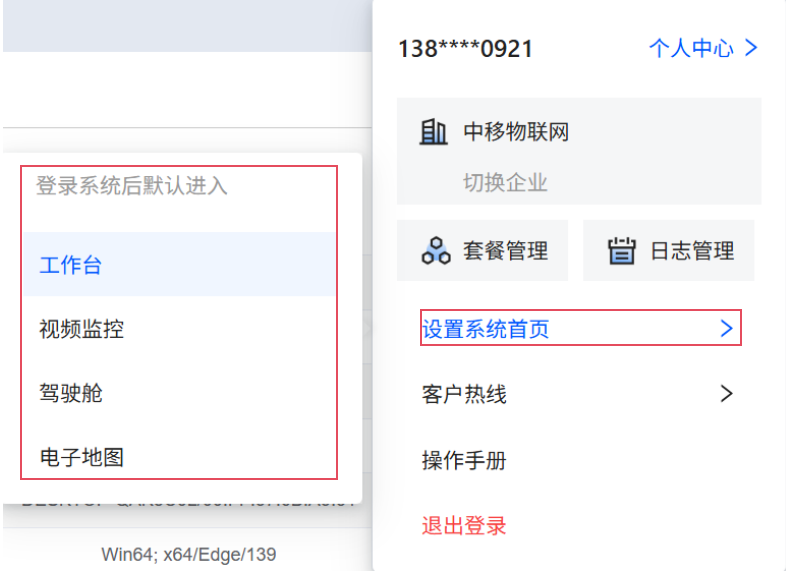 138****0921 个人中心
中移物联网
切换企业
套餐管理 日志管理
设置系统首页
客户热线
操作手册
退出登录
登录系统后默认进入
工作台
视频监控
驾驶舱
电子地图
Win64; x64/Edge/139